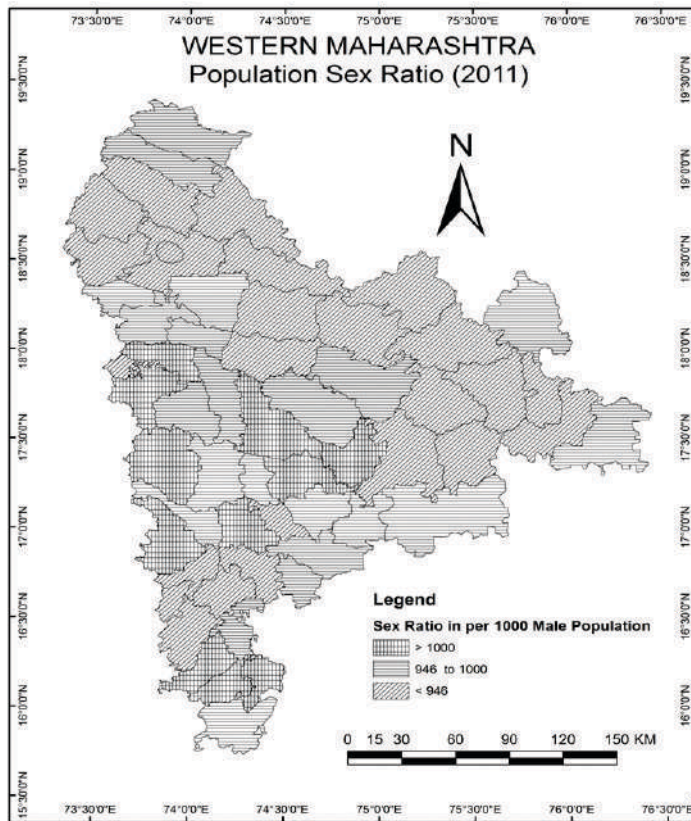 73°30'0"E 74°0'0"E 74°30'0"E 75°0'0"E 75°30'0"E 76°0'0"E 76°30'0"E
WESTERN MAHARASHTRA
Population Sex Ratio (2011)
N
19°30'0"N
19°0'0"N
18°30'0"N
18°0'0"N
17°30'0"N
17°0'0"N
16°30'0"N
16°0'0"N
15°30'0"N
19°30'0"N
19°0'0"N
18°30'0"N
18°0'0"N
17°30'0"N
17°0'0"N
16°30'0"N
16°0'0"N
15°30'0"N
Legend
Sex Ratio in per 1000 Male Population
> 1000
946 to 1000
< 946
0 15 30 60 90 120 150 KM
73°30'0"E 74°0'0"E 74°30'0"E 75°0'0"E 75°30'0"E 76°0'0"E 76°30'0"E